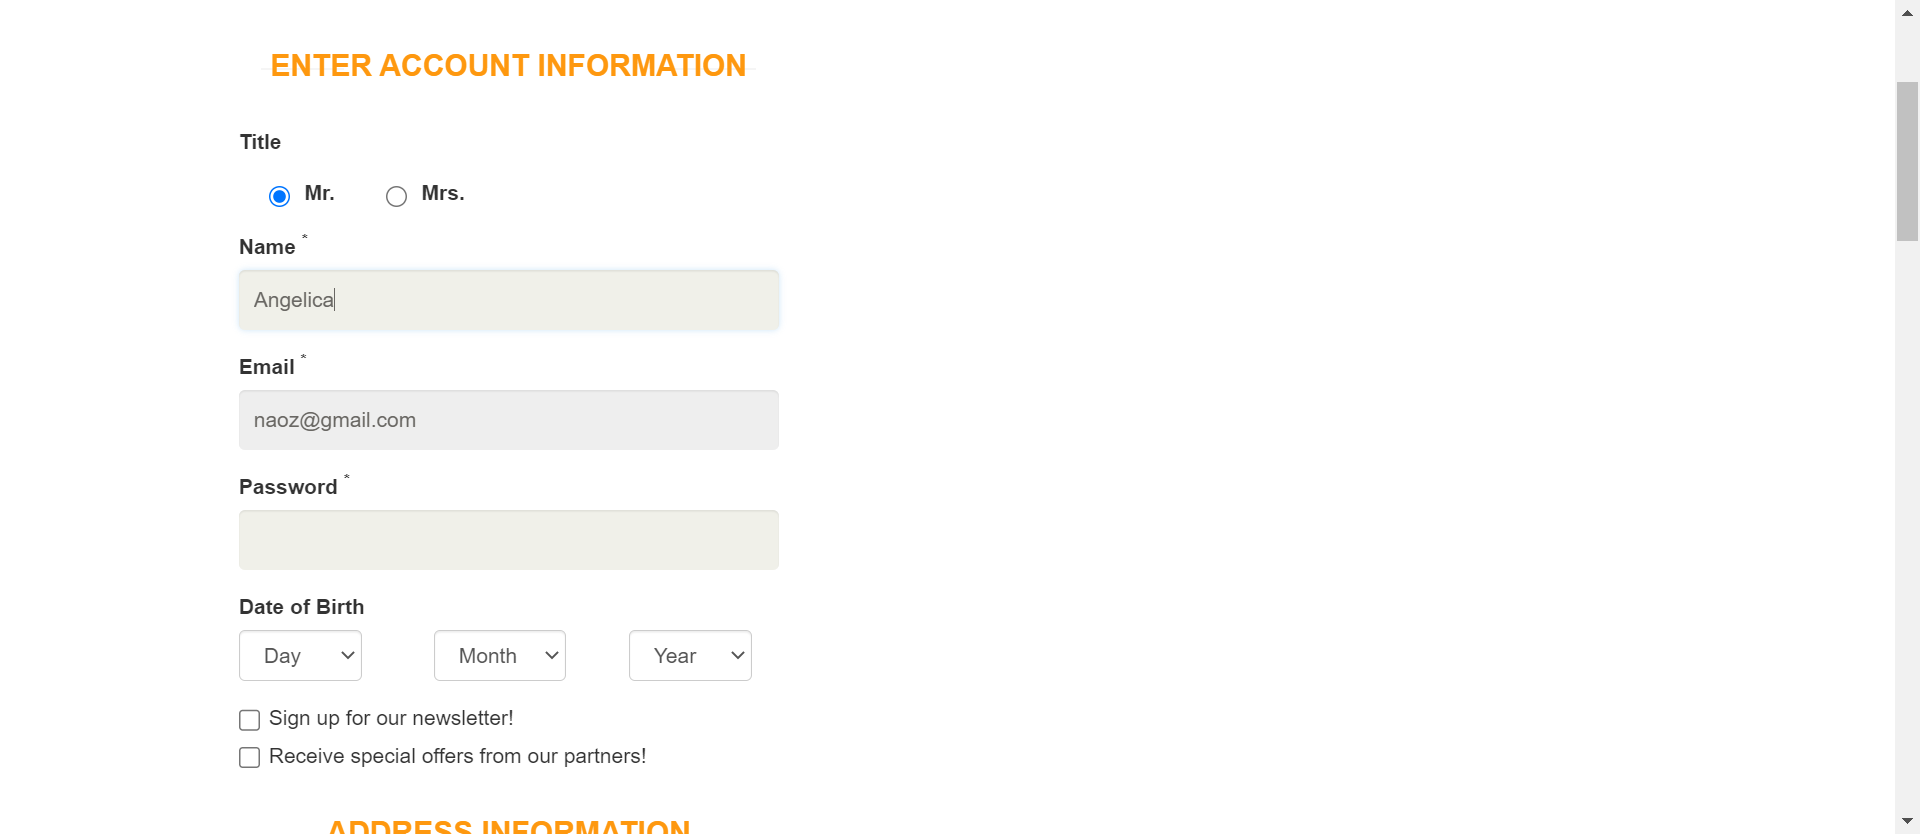 ENTER ACCOUNT INFORMATION
Title
Mr. Mrs.
Name *
Angelica
Email *
naoz@gmail.com
Password *
Date of Birth
Day Month Year
Sign up for our newsletter!
Receive special offers from our partners!
ADDRESS INFORMATION